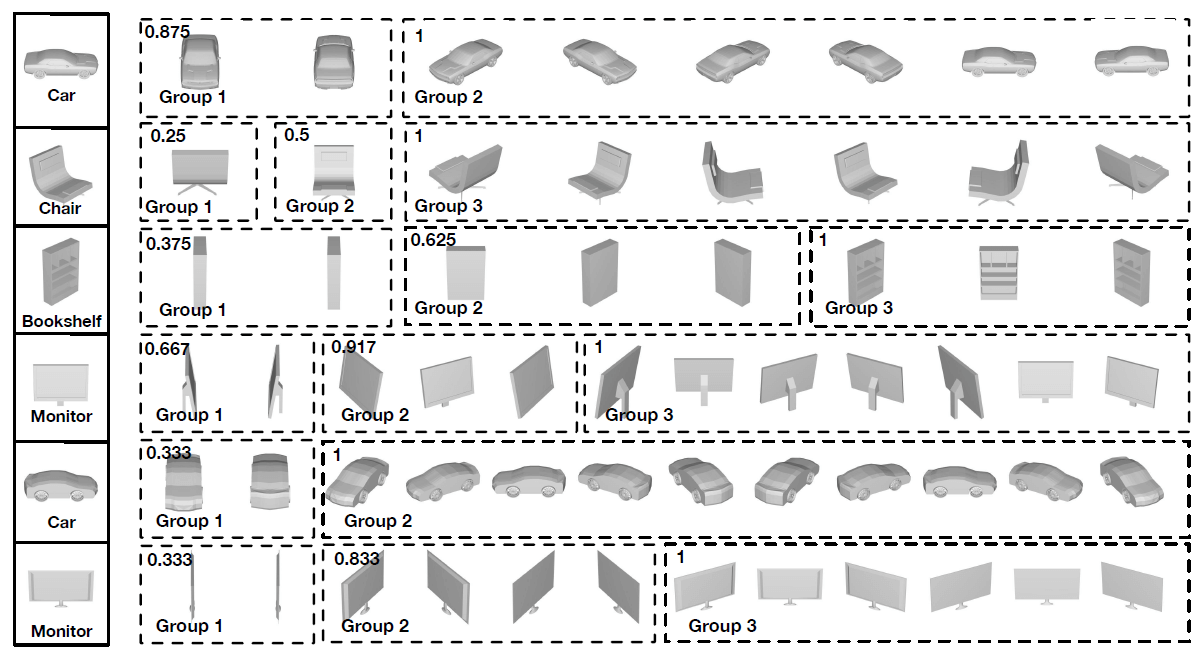 0.875
1
Car
Group 1
Group 2
0.25
0.5
1
Chair
Group 1
Group 2
Group 3
0.375
0.625
1
Bookshelf
Group 1
Group 2
Group 3
0.667
0.917
1
Monitor
Group 1
Group 2
Group 3
0.333
1
Car
Group 1
Group 2
0.333
0.833
1
Monitor
Group 1
Group 2
Group 3